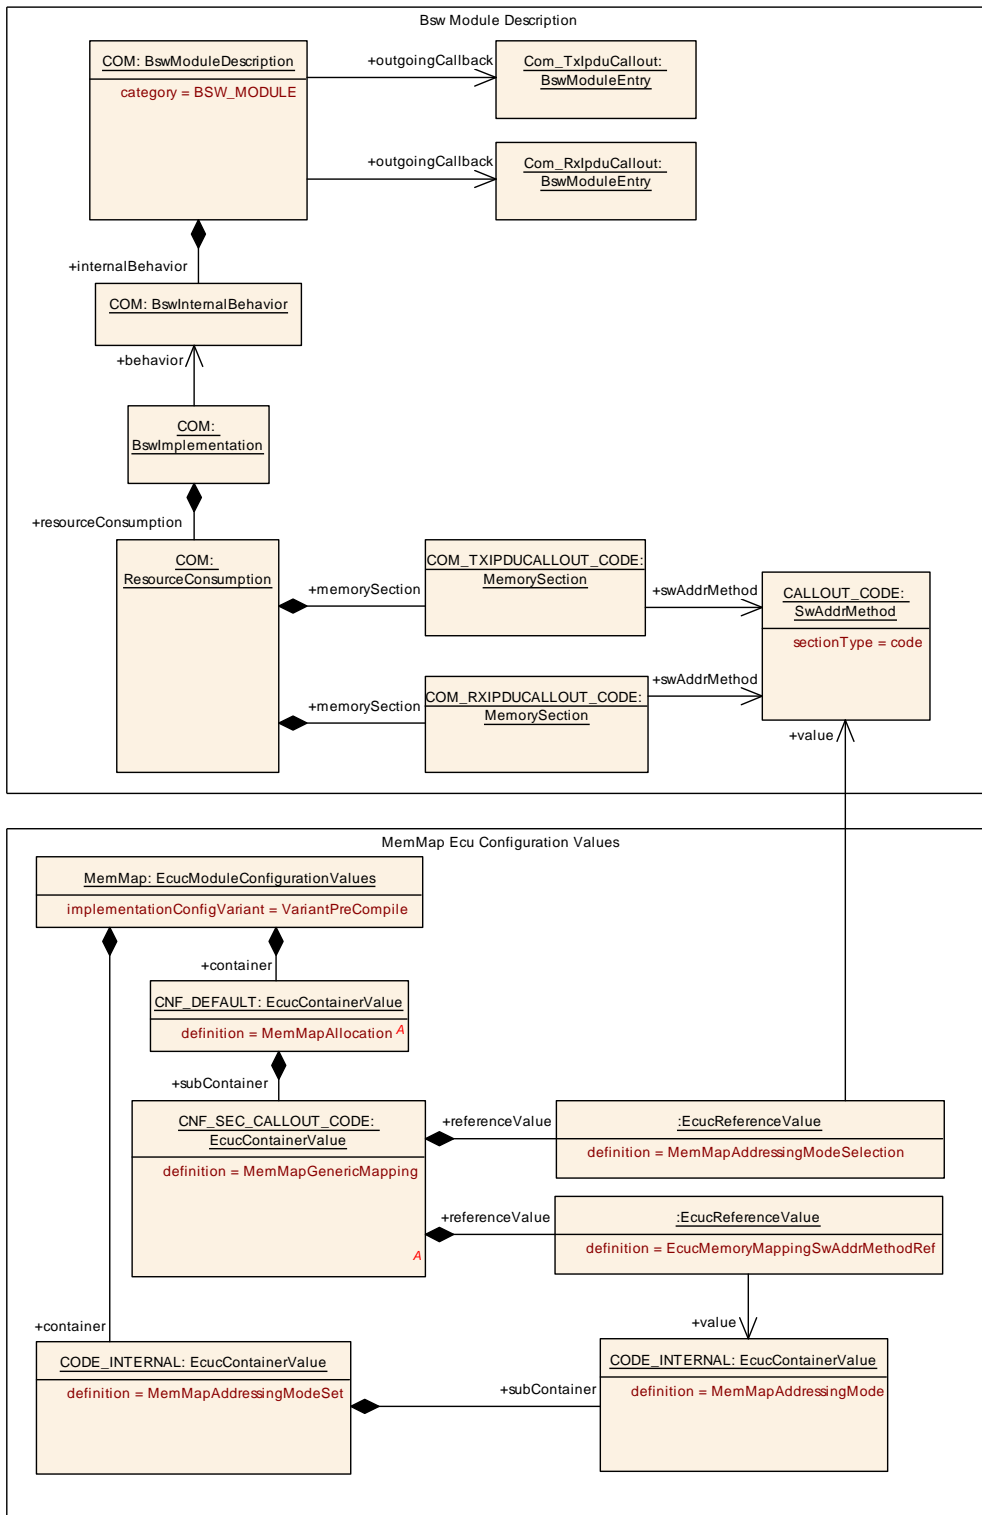 Bsw Module Description
COM: BswModuleDescription
category = BSW_MODULE
+outgoingCallback
Com_TxIpduCallout:
BswModuleEntry
+outgoingCallback
Com_RxIpduCallout:
BswModuleEntry
+internalBehavior
COM: BswInternalBehavior
+behavior
COM:
BswImplementation
+resourceConsumption
COM:
ResourceConsumption
+memorySection
COM_TXIPDUCALLOUT_CODE:
MemorySection
+swAddrMethod
CALLOUT_CODE:
SwAddrMethod
sectionType = code
+memorySection
COM_RXIPDUCALLOUT_CODE:
MemorySection
+swAddrMethod
+value
MemMap Ecu Configuration Values
MemMap: EcucModuleConfigurationValues
implementationConfigVariant = VariantPreCompile
+container
CNF_DEFAULT: EcucContainerValue
definition = MemMapAllocation
A
+subContainer
CNF_SEC_CALLOUT_CODE:
EcucContainerValue
definition = MemMapGenericMapping
A
+referenceValue
:EcucReferenceValue
definition = MemMapAddressingModeSelection
+referenceValue
:EcucReferenceValue
definition = EcucMemoryMappingSwAddrMethodRef
+container
+value
CODE_INTERNAL: EcucContainerValue
definition = MemMapAddressingModeSet
+subContainer
CODE_INTERNAL: EcucContainerValue
definition = MemMapAddressingMode